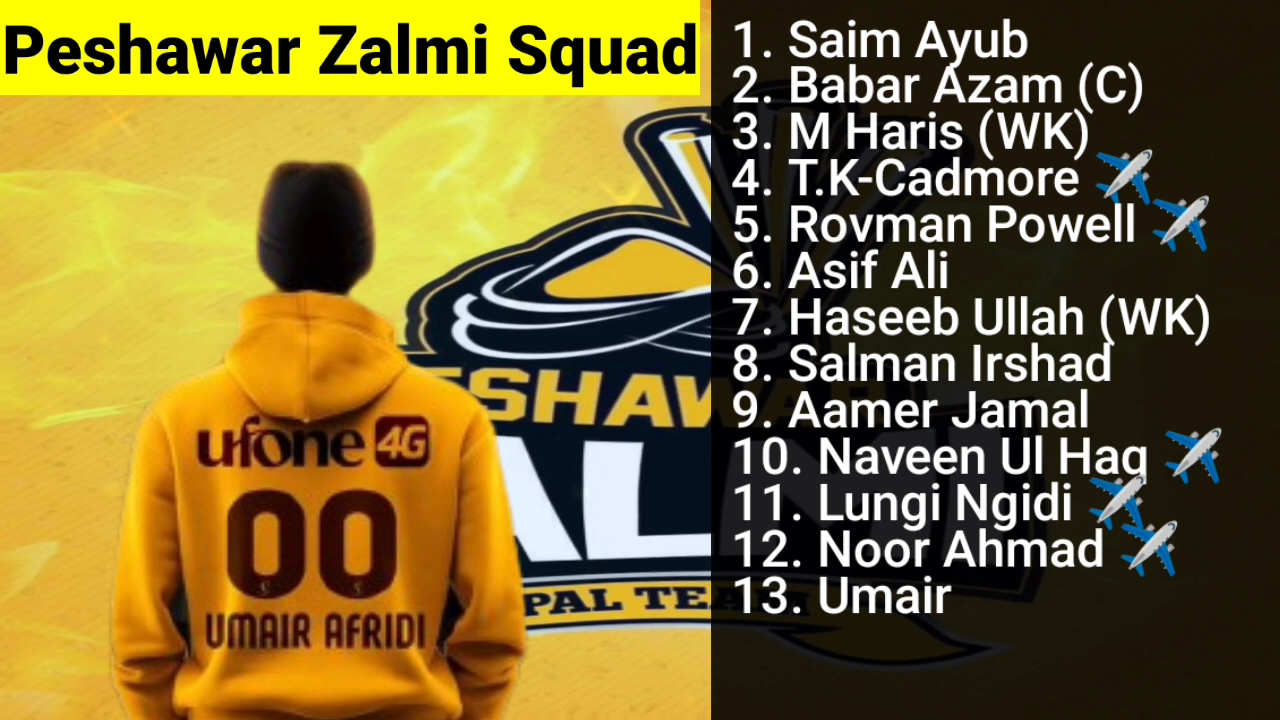 Peshawar Zalmi Squad
ufone 4G
00
UMAIR AFRIDI
1. Saim Ayub
2. Babar Azam (C)
3. M Haris (WK)
4. T.K-Cadmore ✈️
5. Rovman Powell ✈️
6. Asif Ali
7. Haseeb Ullah (WK)
8. Salman Irshad
9. Aamer Jamal
10. Naveen Ul Haq ✈️
11. Lungi Ngidi ✈️
12. Noor Ahmad ✈️
13. Umair